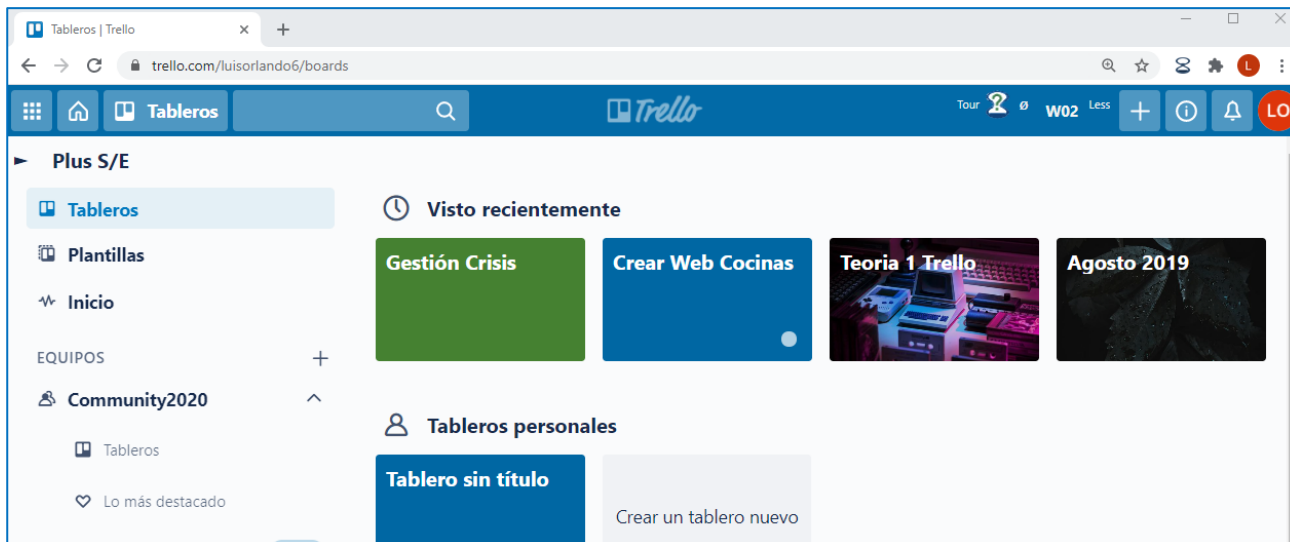 Tableros | Trello
trello.com/luisorlando6/boards
L
Tableros
Trello
Tour
ø
W02
Less
LO
Plus S/E
Tableros
Plantillas
Inicio
EQUIPOS
Community2020
Tableros
Lo más destacado
Visto recientemente
Gestión Crisis
Crear Web Cocinas
Teoria 1 Trello
Agosto 2019
Tableros personales
Tablero sin título
Crear un tablero nuevo